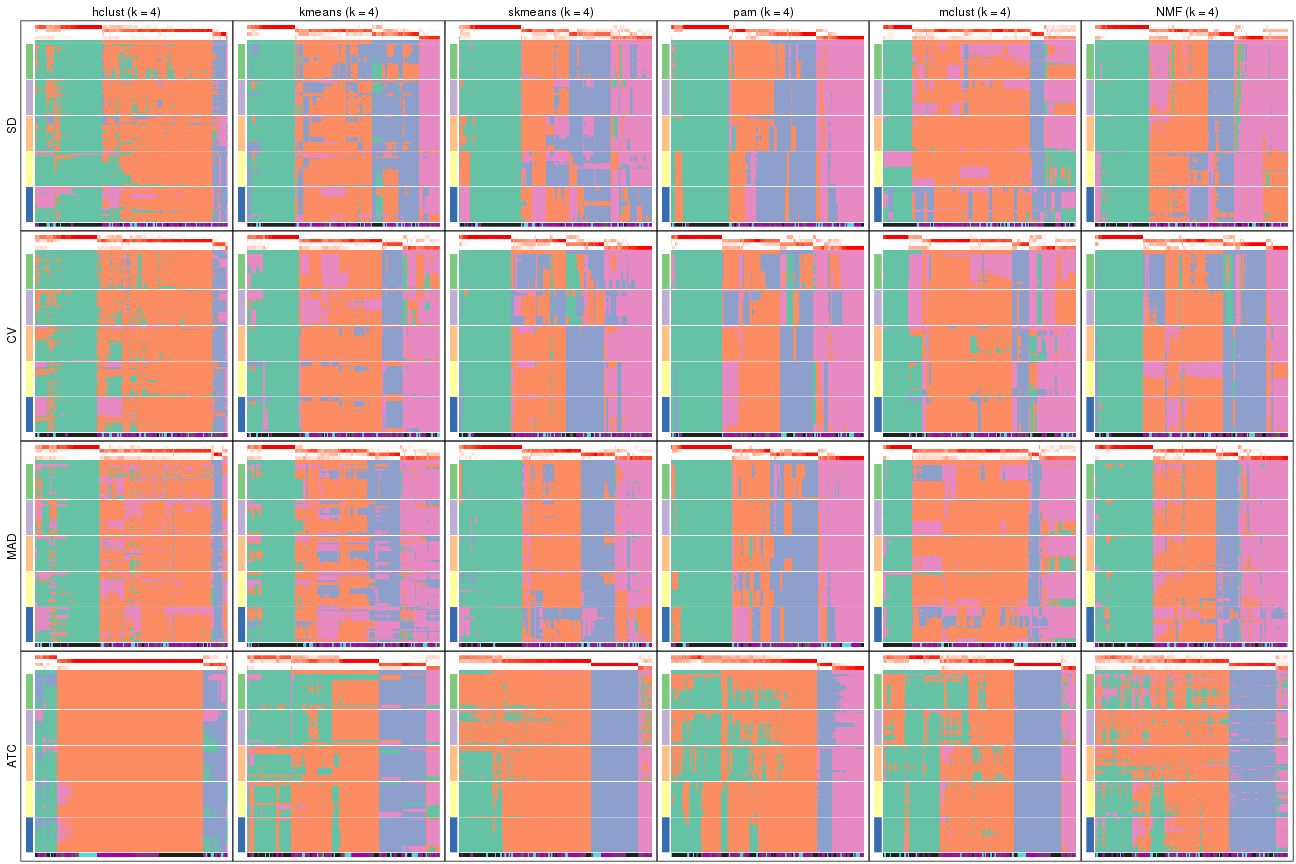 hclust (k = 4)
kmeans (k = 4)
skmeans (k = 4)
pam (k = 4)
mclust (k = 4)
NMF (k = 4)
SD
CV
MAD
ATC